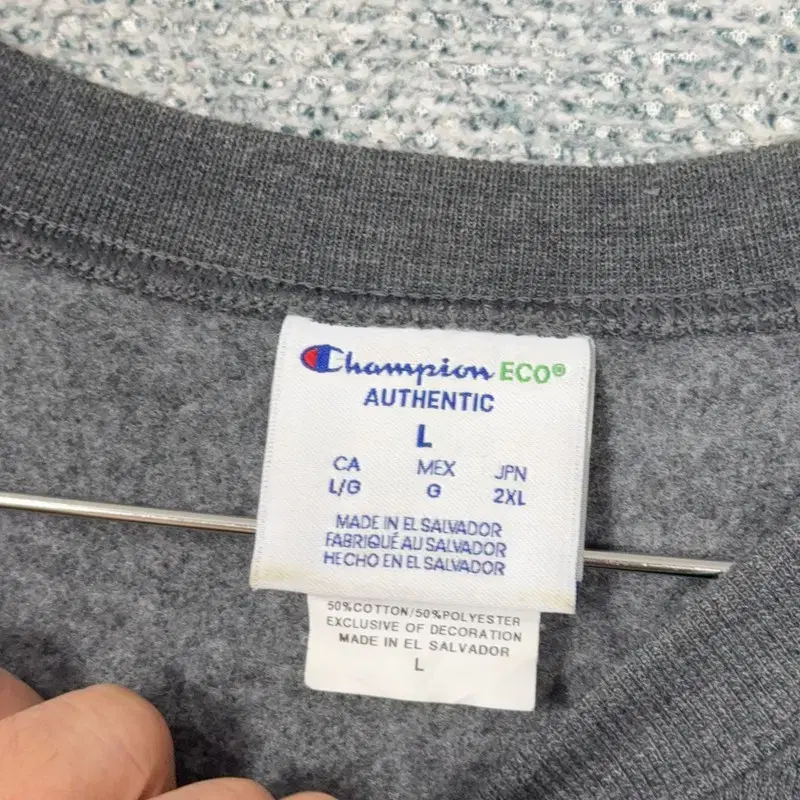 Champion ECO®
AUTHENTIC
L
CA MEX JPN
L/G G 2XL
MADE IN EL SALVADOR
FABRIQUÉ AU SALVADOR
HECHO EN EL SALVADOR
50%COTTON/50%POLYESTER
EXCLUSIVE OF DECORATION
MADE IN EL SALVADOR
L